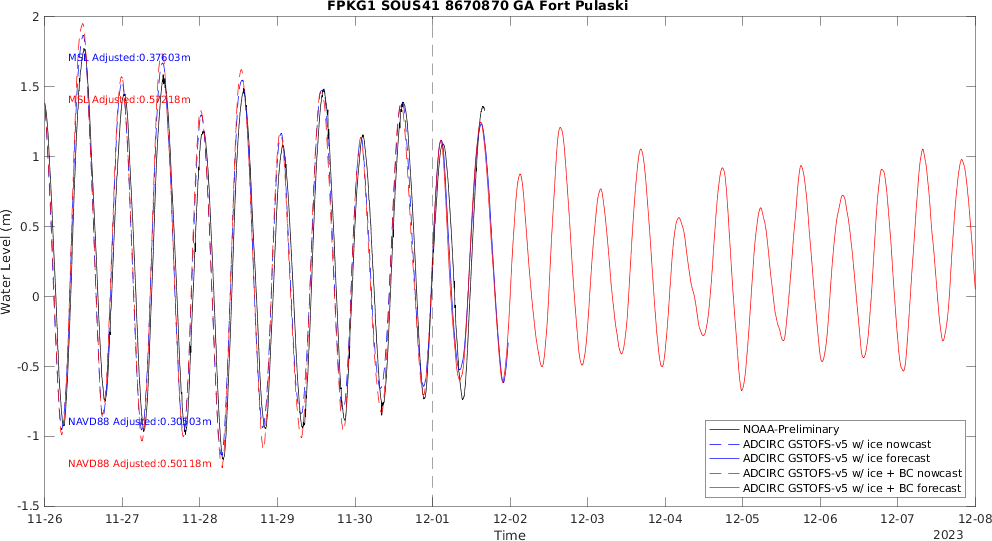 FPKG1 SOUS41 8670870 GA Fort Pulaski
2
1.5
1
0.5
0
-0.5
-1
-1.5
Water Level (m)
MSL Adjusted:0.37603m
MSL Adjusted:0.57218m
NAVD88 Adjusted:0.30503m
NAVD88 Adjusted:0.50118m
NOAA-Preliminary
ADCIRC GSTOFS-v5 w/ ice nowcast
ADCIRC GSTOFS-v5 w/ ice forecast
ADCIRC GSTOFS-v5 w/ ice + BC nowcast
ADCIRC GSTOFS-v5 w/ ice + BC forecast
11-26 11-27 11-28 11-29 11-30 12-01 12-02 12-03 12-04 12-05 12-06 12-07 12-08
Time
2023